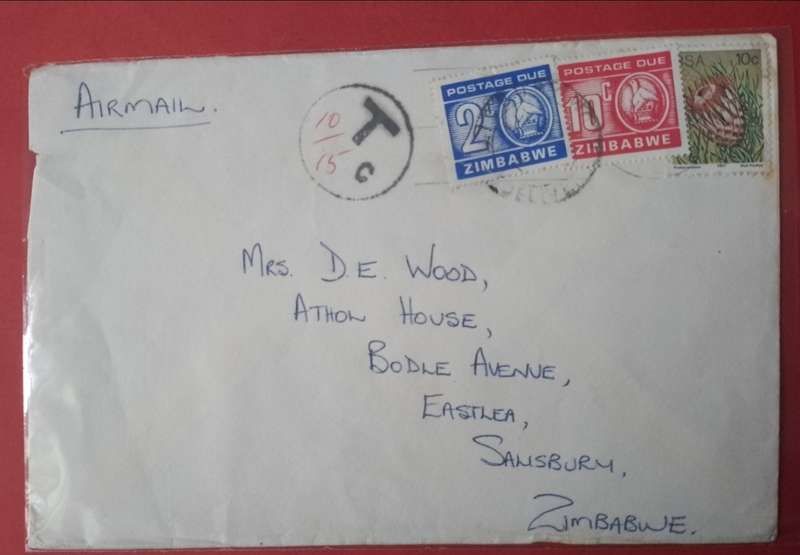 AIRMAIL.
10
15
T
c
POSTAGE DUE
2c
ZIMBABWE
POSTAGE DUE
10c
ZIMBABWE
RSA 10c
MRS. D.E. WOOD,
ATHOL HOUSE,
BODLE AVENUE,
EASTLEA,
SALISBURY,
ZIMBABWE.